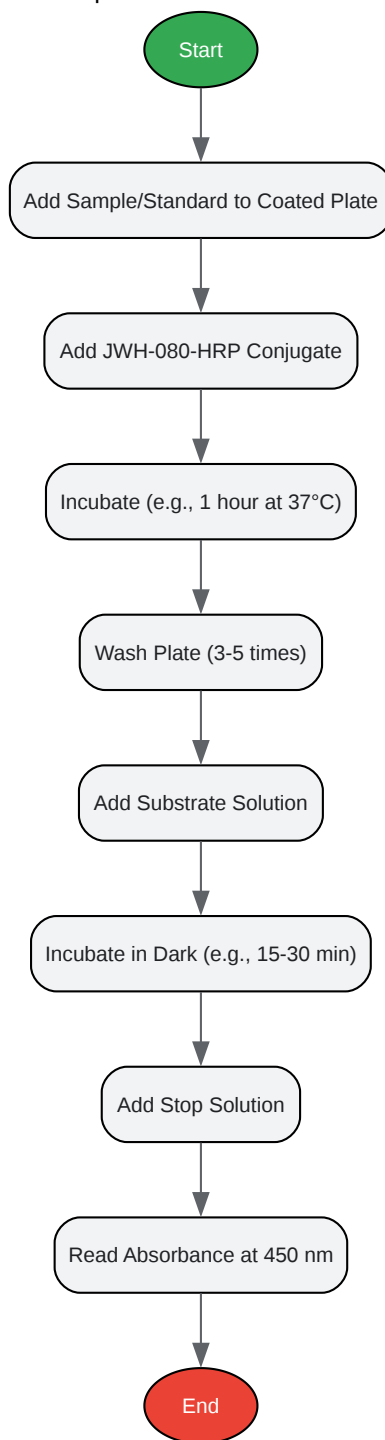 Start
Add Sample/Standard to Coated Plate
Add JWH-080-HRP Conjugate
Incubate (e.g., 1 hour at 37°C)
Wash Plate (3-5 times)
Add Substrate Solution
Incubate in Dark (e.g., 15-30 min)
Add Stop Solution
Read Absorbance at 450 nm
End